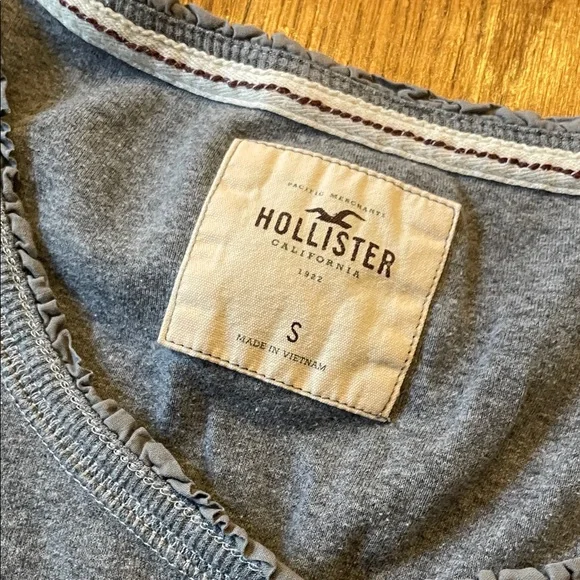 PACIFIC MERCHANTS
HOLLISTER
CALIFORNIA
1922
S
MADE IN VIETNAM